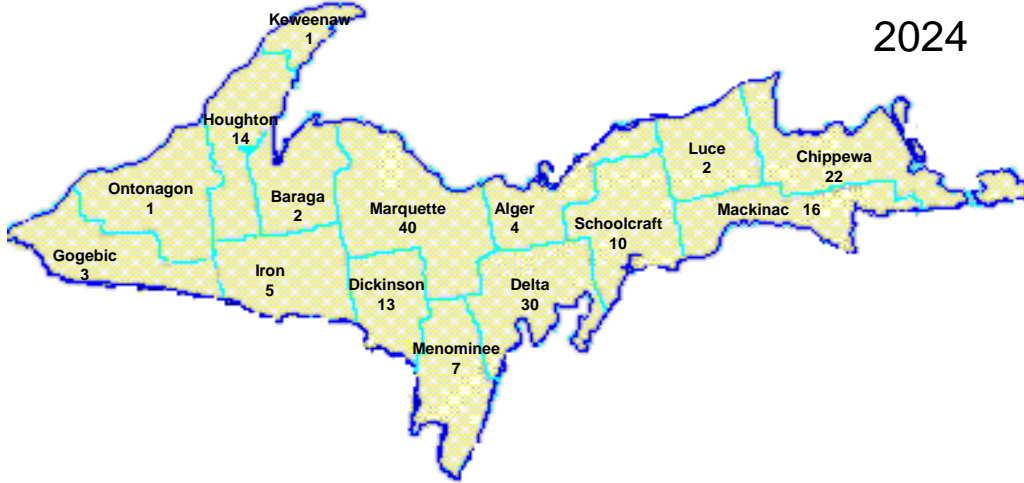 2024
Keweenaw
1
Houghton
14
Luce
2
Chippewa
22
Ontonagon
1
Baraga
2
Marquette
40
Alger
4
Schoolcraft
10
Mackinac 16
Gogebic
3
Iron
5
Dickinson
13
Delta
30
Menominee
7